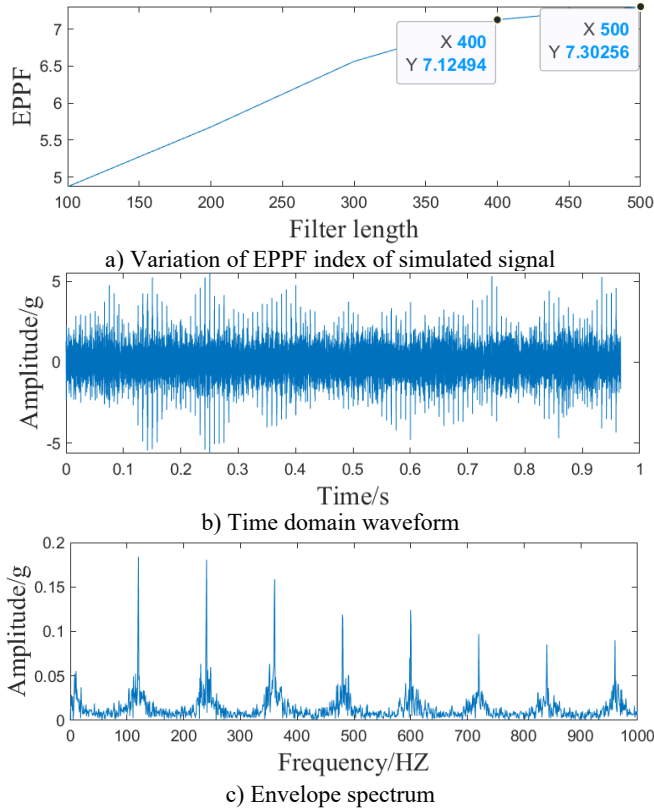 7
6.5
6
5.5
5
EPPF
X 400
Y 7.12494
X 500
Y 7.30256
100 150 200 250 300 350 400 450 500
Filter length
a) Variation of EPPF index of simulated signal
5
0
-5
Amplitude/g
0 0.1 0.2 0.3 0.4 0.5 0.6 0.7 0.8 0.9 1
Time/s
b) Time domain waveform
0.2
0.15
0.1
0.05
0
Amplitude/g
0 100 200 300 400 500 600 700 800 900 1000
Frequency/HZ
c) Envelope spectrum